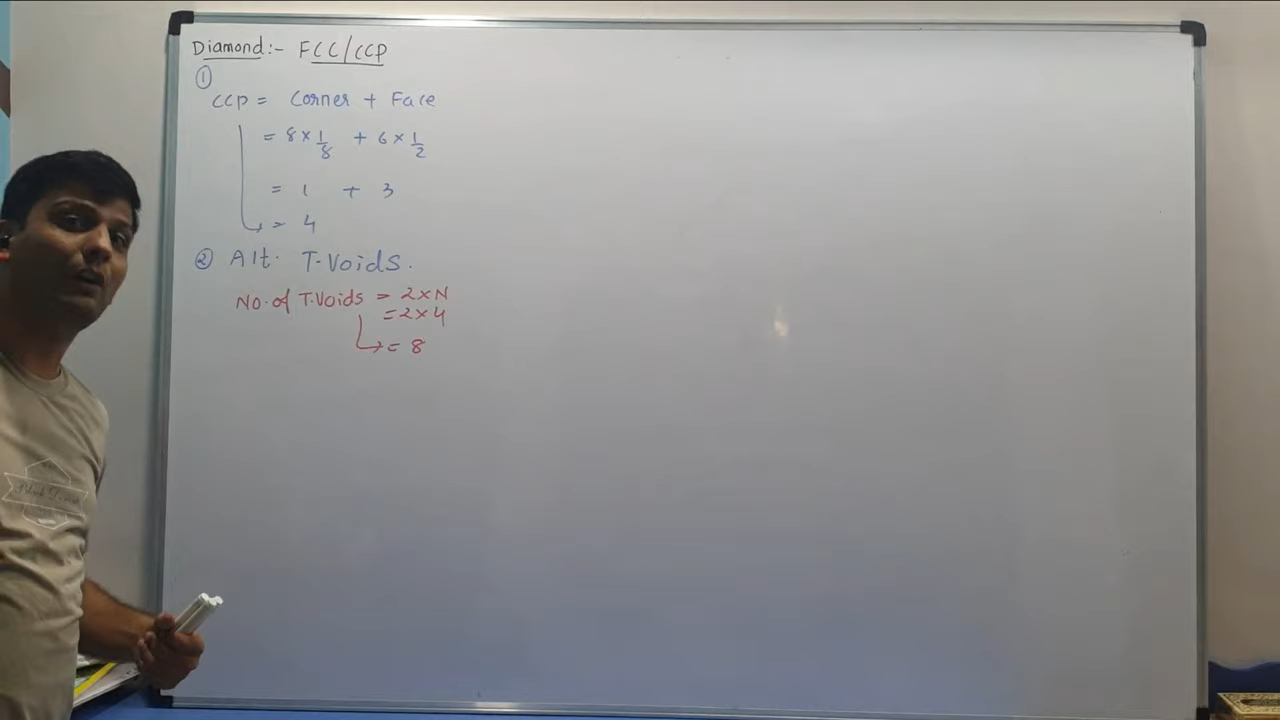 Diamond:- FCC/CCP
①
CCP = Corner + Face
= 8 × 1/8 + 6 × 1/2
= 1 + 3
= 4
② Alt. T.Voids.
No. of T.Voids = 2×N
= 2×4
= 8